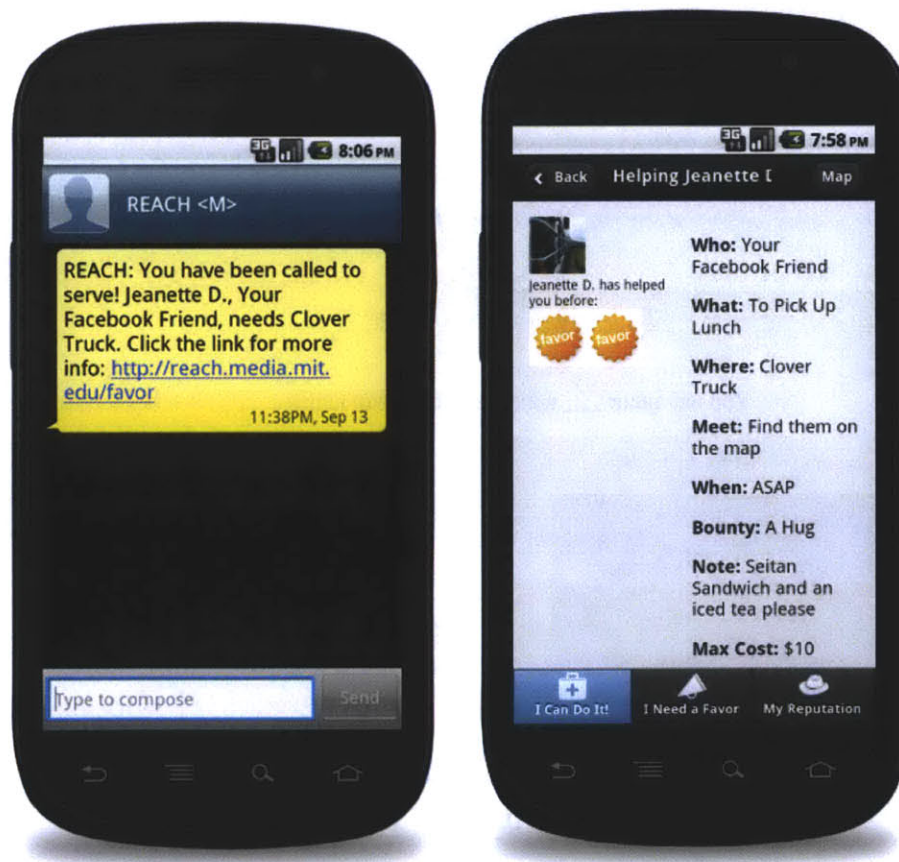 3G
8:06 PM
REACH <M>
REACH: You have been called to
serve! Jeanette D., Your
Facebook Friend, needs Clover
Truck. Click the link for more
info: http://reach.media.mit.
edu/favor
11:38PM, Sep 13
Type to compose
Send
3G
7:58 PM
Back
Helping Jeanette D
Map
Jeanette D. has helped
you before:
favor
favor
Who: Your
Facebook Friend
What: To Pick Up
Lunch
Where: Clover
Truck
Meet: Find them on
the map
When: ASAP
Bounty: A Hug
Note: Seitan
Sandwich and an
iced tea please
Max Cost: $10
I Can Do It!
I Need a Favor
My Reputation